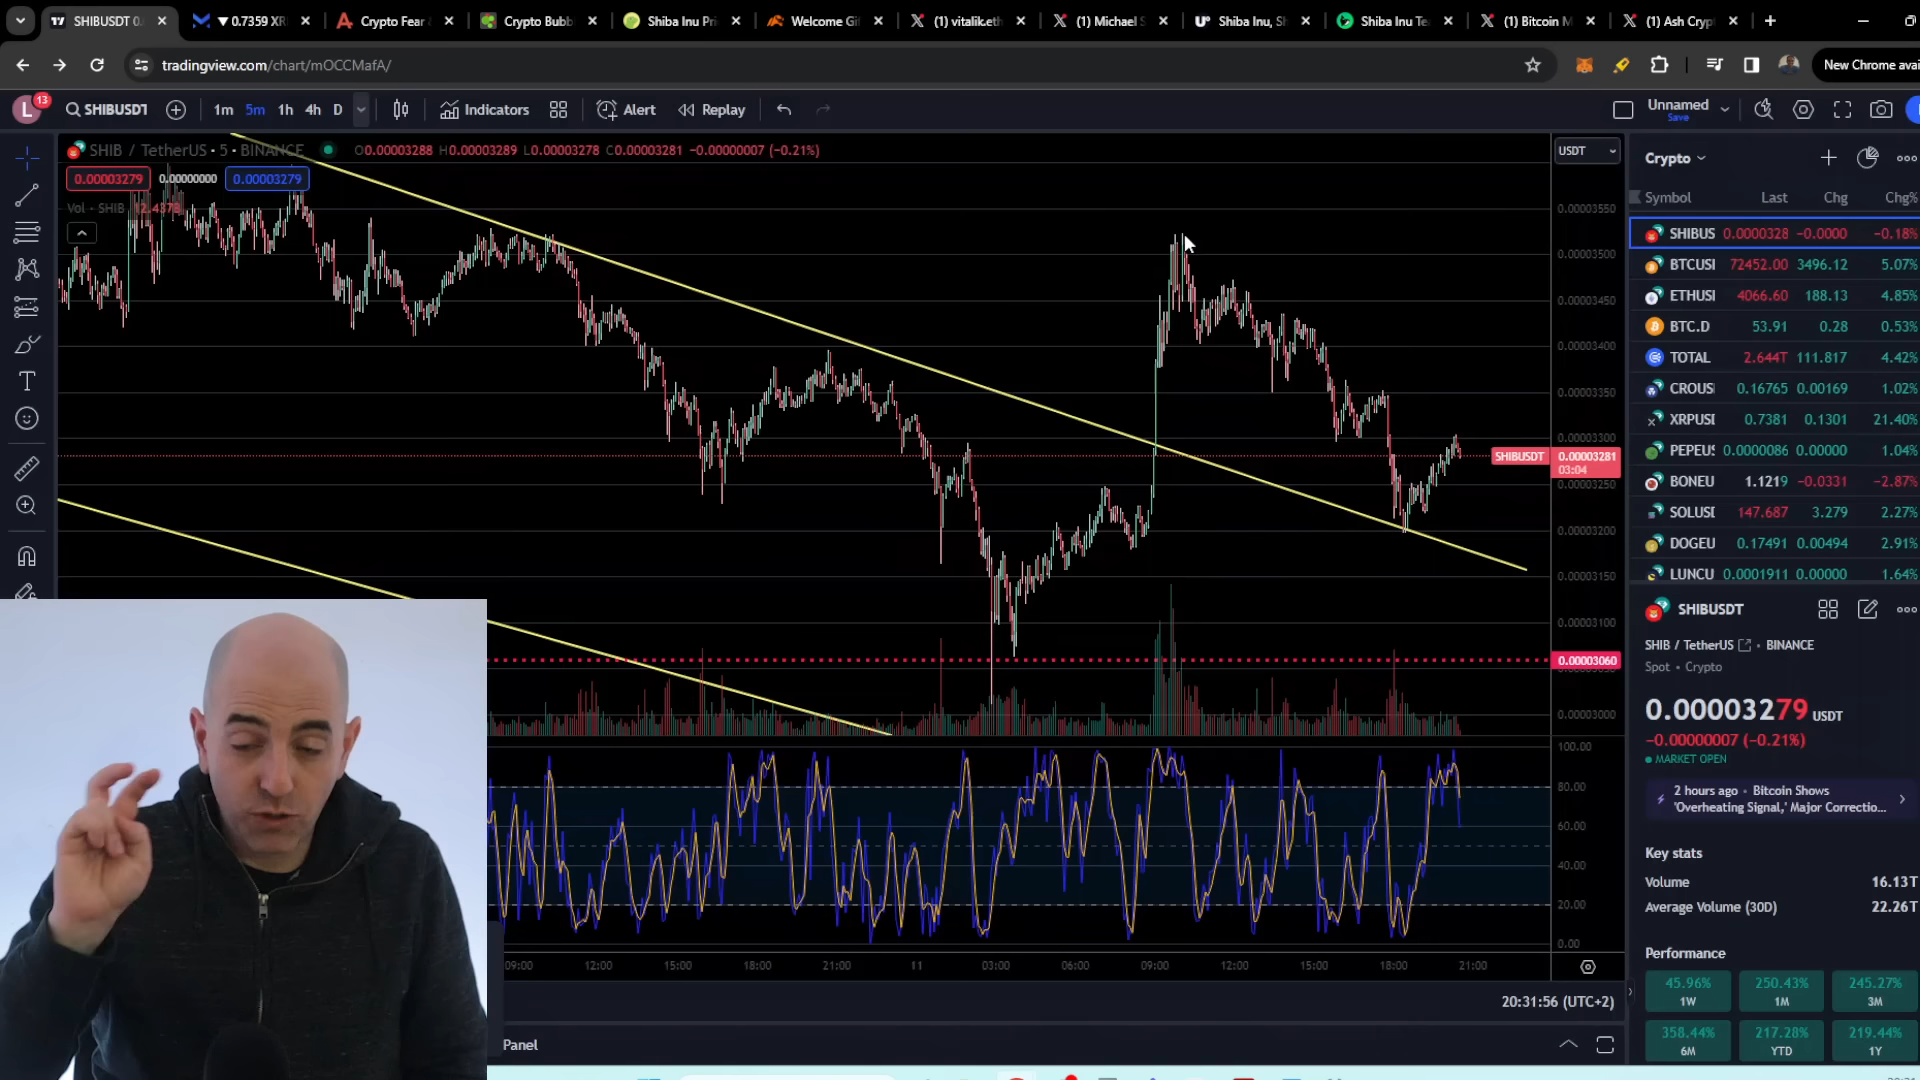 SHIBUSDT 0.
▼ 0.7359 XR
Crypto Fear
Crypto Bubb
Shiba Inu Pri
Welcome Gi
(1) vitalik.eth
(1) Michael S
Shiba Inu, Sh
Shiba Inu Te
(1) Bitcoin M
(1) Ash Cryp
tradingview.com/chart/mOCCMafA/
New Chrome avai
L
13
SHIBUSDT
1m 5m 1h 4h D
Indicators
Alert
Replay
Unnamed
Save
SHIB / TetherUS · 5 · BINANCE
O0.00003288 H0.00003289 L0.00003278 C0.00003281 −0.00000007 (−0.21%)
0.00003279 0.00000000 0.00003279
Vol · SHIB 12.437B
USDT
0.00003550
0.00003500
0.00003450
0.00003400
0.00003350
0.00003300
SHIBUSDT 0.00003281
03:04
0.00003250
0.00003200
0.00003150
0.00003100
0.00003060
0.00003000
100.00
80.00
60.00
40.00
20.00
0.00
09:00 12:00 15:00 18:00 21:00 11 03:00 06:00 09:00 12:00 15:00 18:00 21:00
20:31:56 (UTC+2)
Panel
Crypto
Symbol Last Chg Chg%
SHIBUS 0.0000328 −0.0000 −0.18%
BTCUSI 72452.00 3496.12 5.07%
ETHUSI 4066.60 188.13 4.85%
BTC.D 53.91 0.28 0.53%
TOTAL 2.644T 111.817 4.42%
CROUSI 0.16765 0.00169 1.02%
XRPUSI 0.7381 0.1301 21.40%
PEPEUS 0.0000086 0.00000 1.04%
BONEU 1.1219 −0.0331 −2.87%
SOLUSI 147.687 3.279 2.27%
DOGEU 0.17491 0.00494 2.91%
LUNCU 0.0001911 0.00000 1.64%
SHIBUSDT
SHIB / TetherUS · BINANCE
Spot · Crypto
0.00003279 USDT
−0.00000007 (−0.21%)
MARKET OPEN
2 hours ago · Bitcoin Shows
'Overheating Signal,' Major Correctio...
Key stats
Volume 16.13T
Average Volume (30D) 22.26T
Performance
45.96% 250.43% 245.27%
1W 1M 3M
358.44% 217.28% 219.44%
6M YTD 1Y